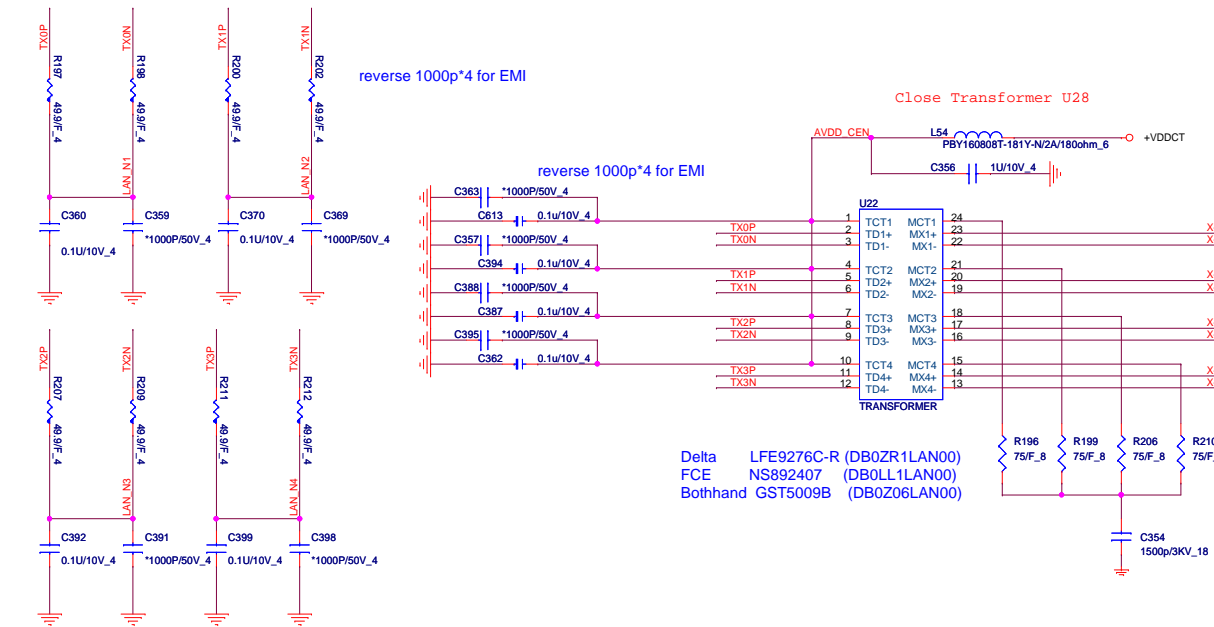 TX0P
TX0N
TX1P
TX1N
R197
49.9/F_4
R198
49.9/F_4
R200
49.9/F_4
R202
49.9/F_4
reverse 1000p*4 for EMI
LAN_N1
LAN_N2
C360
0.1U/10V_4
C359
*1000P/50V_4
C370
0.1U/10V_4
C369
*1000P/50V_4
TX2P
TX2N
TX3P
TX3N
R207
49.9/F_4
R209
49.9/F_4
R211
49.9/F_4
R212
49.9/F_4
LAN_N3
LAN_N4
C392
0.1U/10V_4
C391
*1000P/50V_4
C399
0.1U/10V_4
C398
*1000P/50V_4
Close Transformer U28
AVDD_CEN
L54
PBY160808T-181Y-N/2A/180ohm_6
+VDDCT
C356
1U/10V_4
reverse 1000p*4 for EMI
C363
*1000P/50V_4
C613
0.1u/10V_4
C357
*1000P/50V_4
C394
0.1u/10V_4
C388
*1000P/50V_4
C387
0.1u/10V_4
C395
*1000P/50V_4
C362
0.1u/10V_4
U22
1 TCT1 MCT1 24
TX0P 2 TD1+ MX1+ 23 X
TX0N 3 TD1- MX1- 22 X
4 TCT2 MCT2 21
TX1P 5 TD2+ MX2+ 20 X
TX1N 6 TD2- MX2- 19 X
7 TCT3 MCT3 18
TX2P 8 TD3+ MX3+ 17 X
TX2N 9 TD3- MX3- 16 X
10 TCT4 MCT4 15
TX3P 11 TD4+ MX4+ 14 X
TX3N 12 TD4- MX4- 13 X
TRANSFORMER
Delta LFE9276C-R (DB0ZR1LAN00)
FCE NS892407 (DB0LL1LAN00)
Bothhand GST5009B (DB0Z06LAN00)
R196
75/F_8
R199
75/F_8
R206
75/F_8
R210
75/F_
C354
1500p/3KV_18